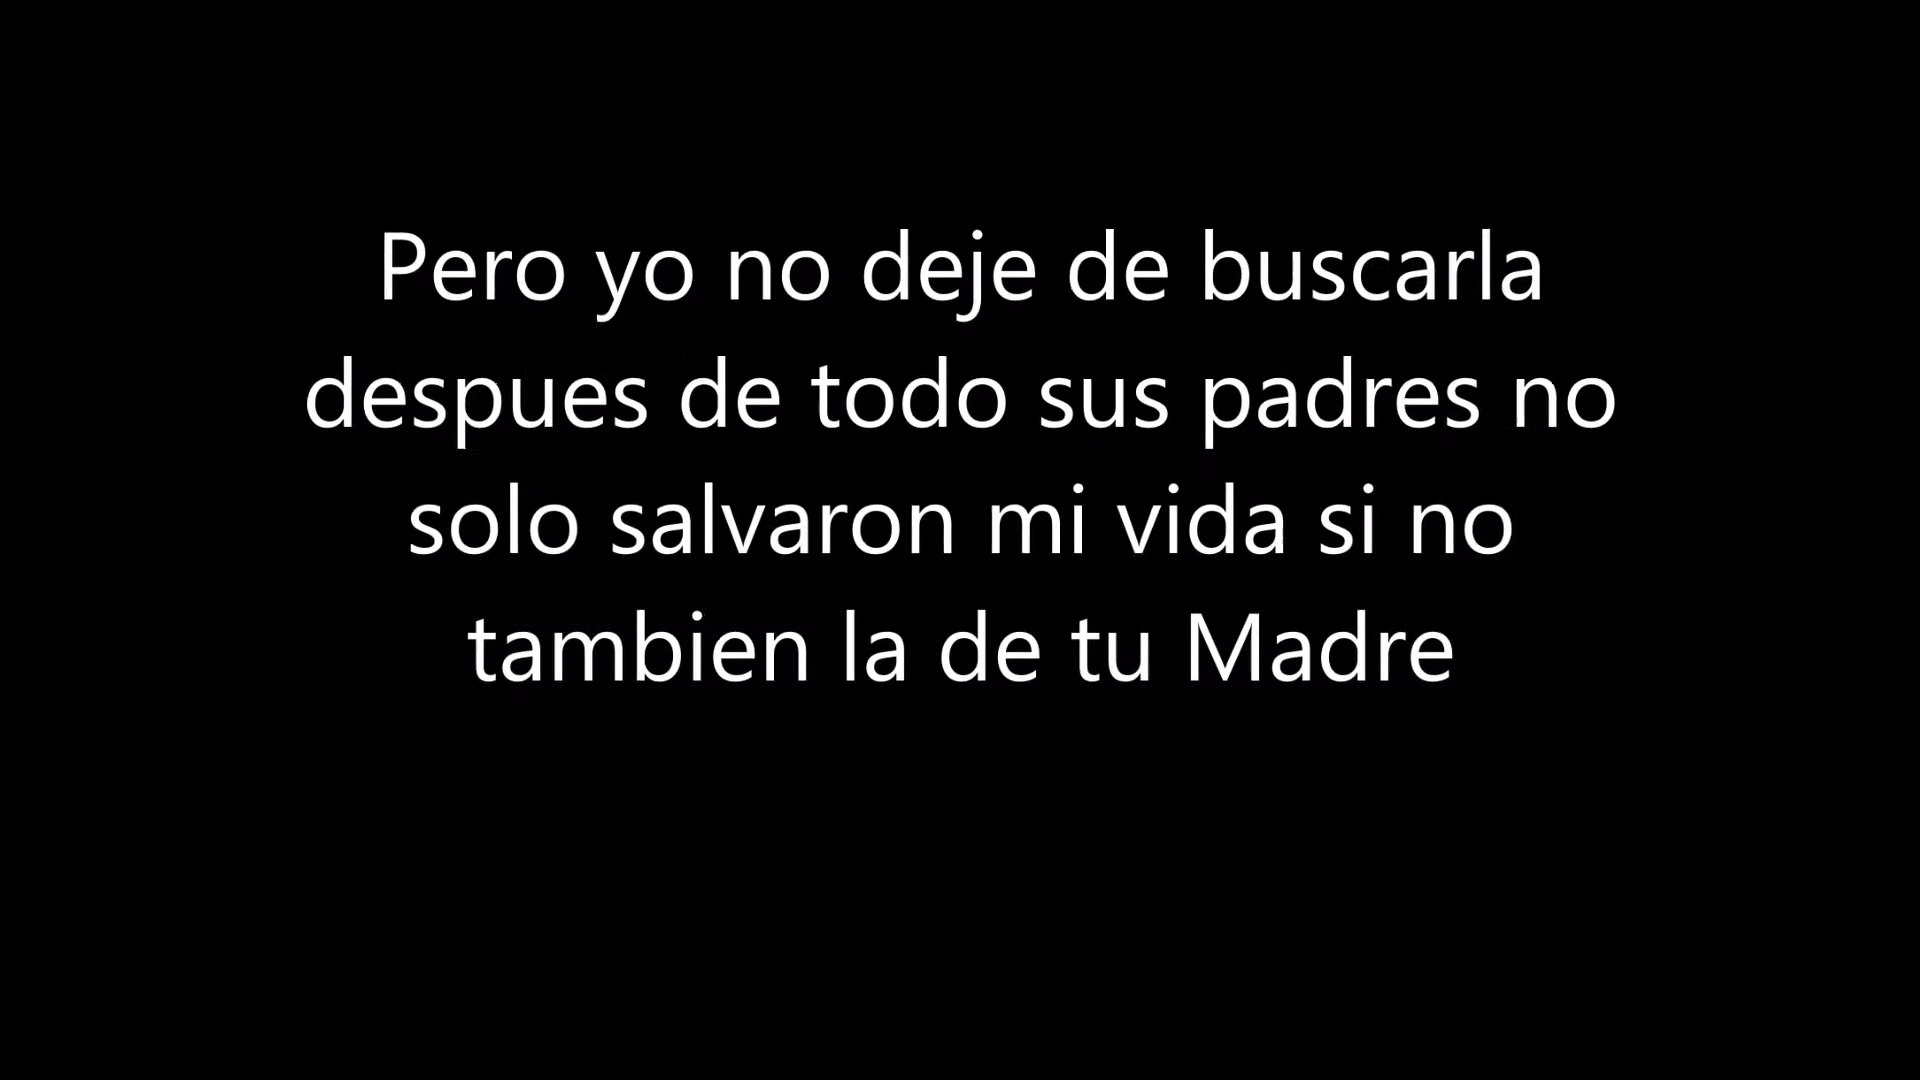 Pero yo no deje de buscarla
despues de todo sus padres no
solo salvaron mi vida si no
tambien la de tu Madre